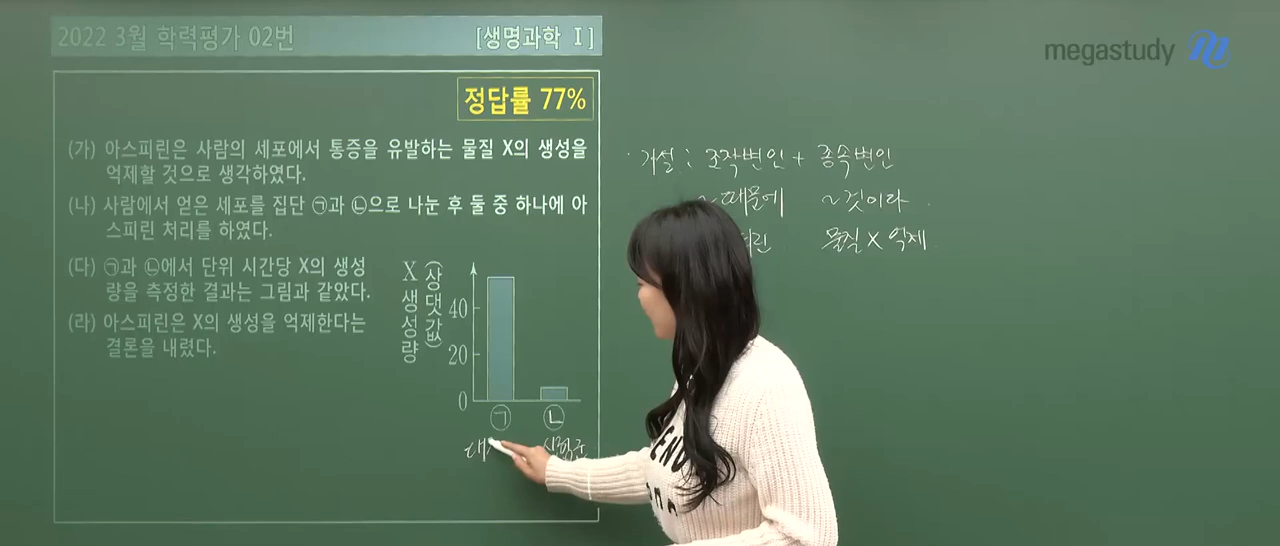 2022 3월 학력평가 02번
[생명과학 Ⅰ]
megastudy
정답률 77%
(가) 아스피린은 사람의 세포에서 통증을 유발하는 물질 X의 생성을
억제할 것으로 생각하였다.
(나) 사람에서 얻은 세포를 집단 ㉠과 ㉡으로 나눈 후 둘 중 하나에 아
스피린 처리를 하였다.
(다) ㉠과 ㉡에서 단위 시간당 X의 생성
량을 측정한 결과는 그림과 같았다.
(라) 아스피린은 X의 생성을 억제한다는
결론을 내렸다.
X 생성량
(상댓값)
40
20
0
㉠
㉡
대
실험군
가설 : 조작변인 + 종속변인
~때문에 ~것이라
린 물질 X 억제